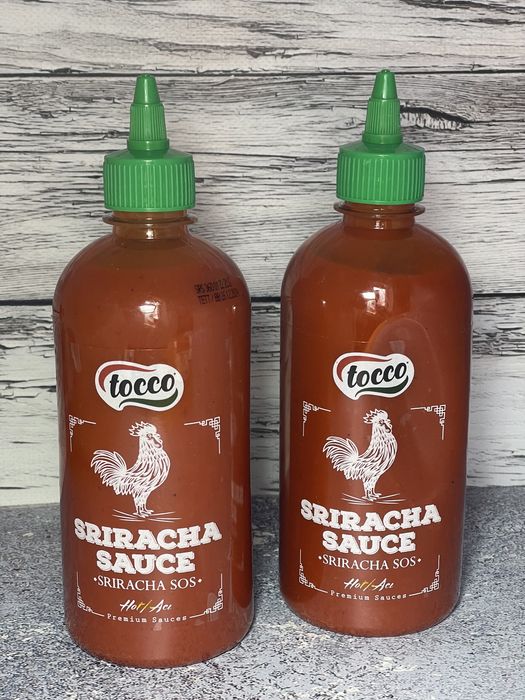 tocco
SRIRACHA
SAUCE
•SRIRACHA SOS•
Hot/Acı
Premium Sauces
tocco
SRIRACHA
SAUCE
•SRIRACHA SOS•
Hot/Acı
Premium Sauces